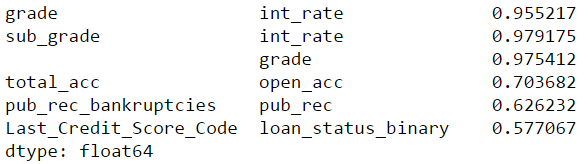 grade int_rate 0.955217
sub_grade int_rate 0.979175
grade 0.975412
total_acc open_acc 0.703682
pub_rec_bankruptcies pub_rec 0.626232
Last_Credit_Score_Code loan_status_binary 0.577067
dtype: float64